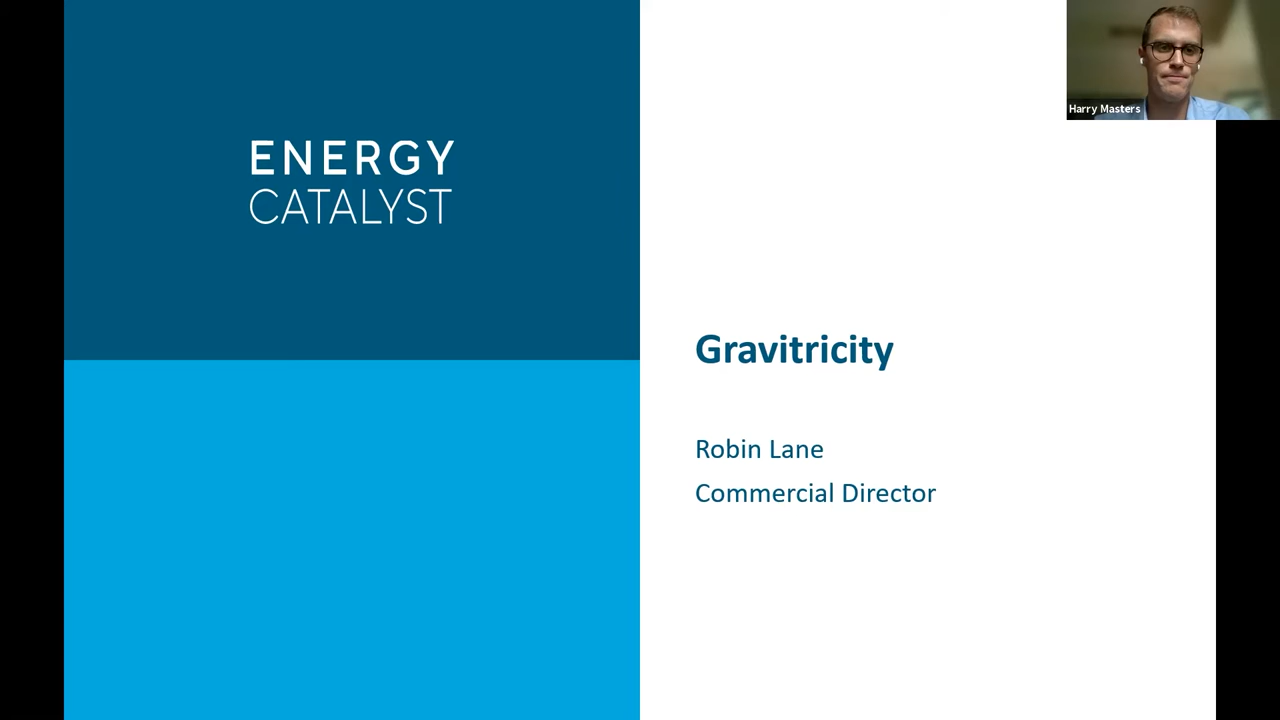 ENERGY
CATALYST
Harry Masters
Gravitricity
Robin Lane
Commercial Director